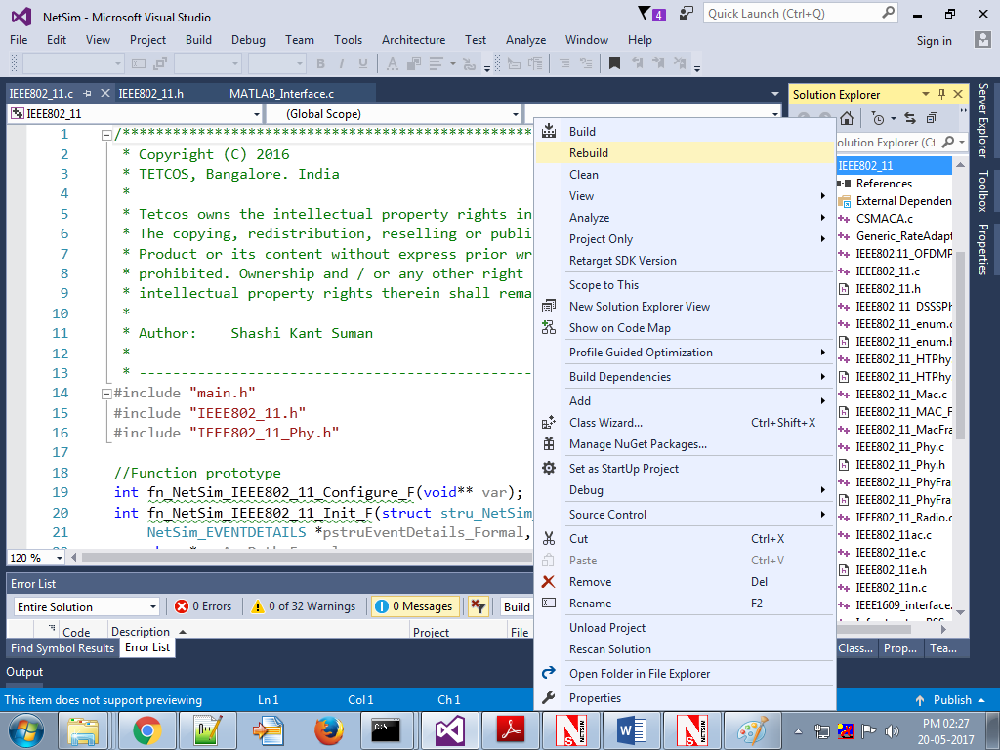 NetSim - Microsoft Visual Studio
4
Quick Launch (Ctrl+Q)
File Edit View Project Build Debug Team Tools Architecture Test Analyze Window Help
Sign in
IEEE802_11.c IEEE802_11.h MATLAB_Interface.c
IEEE802_11 (Global Scope)
1 /**************************************************
2 * Copyright (C) 2016
3 * TETCOS, Bangalore. India
4 *
5 * Tetcos owns the intellectual property rights in
6 * The copying, redistribution, reselling or publi
7 * Product or its content without express prior wr
8 * prohibited. Ownership and / or any other right
9 * intellectual property rights therein shall rema
10 *
11 * Author: Shashi Kant Suman
12 *
13 * ------------------------------------------------
14 #include "main.h"
15 #include "IEEE802_11.h"
16 #include "IEEE802_11_Phy.h"
17
18 //Function prototype
19 int fn_NetSim_IEEE802_11_Configure_F(void** var);
20 int fn_NetSim_IEEE802_11_Init_F(struct stru_NetSim_
21 NetSim_EVENTDETAILS *pstruEventDetails_Formal,
120 %
Build
Rebuild
Clean
View
Analyze
Project Only
Retarget SDK Version
Scope to This
New Solution Explorer View
Show on Code Map
Profile Guided Optimization
Build Dependencies
Add
Class Wizard... Ctrl+Shift+X
Manage NuGet Packages...
Set as StartUp Project
Debug
Source Control
Cut Ctrl+X
Paste Ctrl+V
Remove Del
Rename F2
Unload Project
Rescan Solution
Open Folder in File Explorer
Properties
Solution Explorer
olution Explorer (Ct
IEEE802_11
References
External Dependen
CSMACA.c
Generic_RateAdapt
IEEE802.11_OFDMP
IEEE802_11.c
IEEE802_11.h
IEEE802_11_DSSSPh
IEEE802_11_enum.c
IEEE802_11_enum.h
IEEE802_11_HTPhy
IEEE802_11_HTPhy
IEEE802_11_Mac.c
IEEE802_11_MAC_F
IEEE802_11_MacFra
IEEE802_11_Phy.c
IEEE802_11_Phy.h
IEEE802_11_PhyFra
IEEE802_11_PhyFra
IEEE802_11_Radio.c
IEEE802_11ac.c
IEEE802_11e.c
IEEE802_11e.h
IEEE802_11n.c
IEEE1609_interface.
Class... Prop... Tea...
Server Explorer
Toolbox
Properties
Error List
Entire Solution 0 Errors 0 of 32 Warnings 0 Messages Build
Code Description Project File
Find Symbol Results Error List
Output
This item does not support previewing Ln 1 Col 1 Ch 1 Publish
C:\_
NETSIM
NETSIM
PM 02:27
20-05-2017